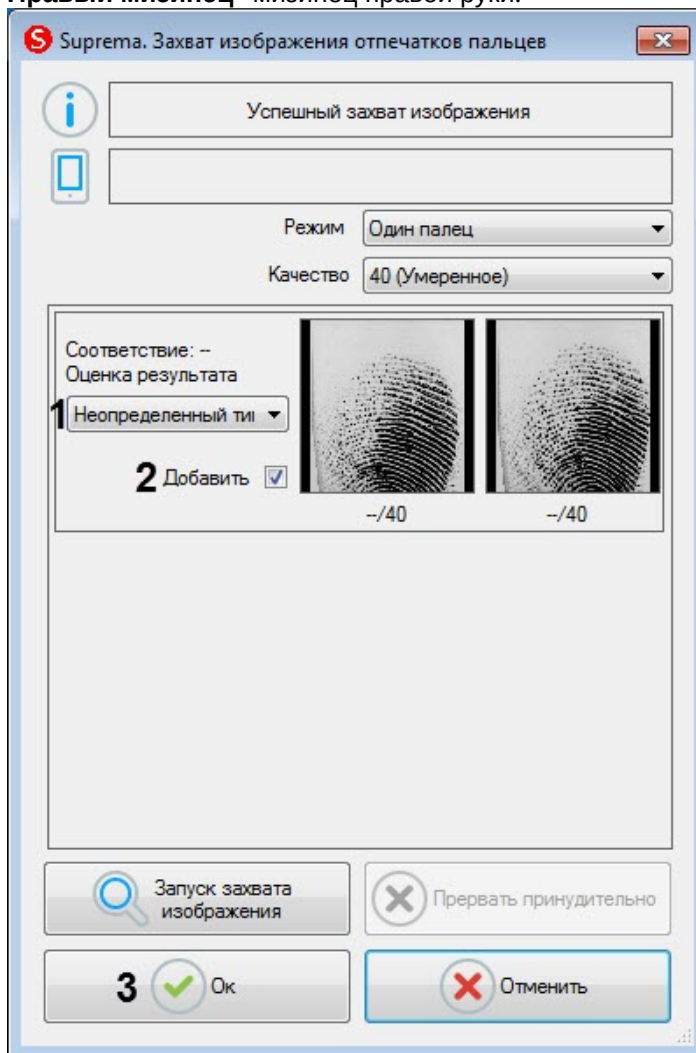 Правый мизинец - мизинец правой руки.
Suprema. Захват изображения отпечатков пальцев
Успешный захват изображения
Режим Один палец
Качество 40 (Умеренное)
Соответствие: --
Оценка результата
1 Неопределенный ти
2 Добавить
--/40 --/40
Запуск захвата
изображения
Прервать принудительно
3 Ок
Отменить